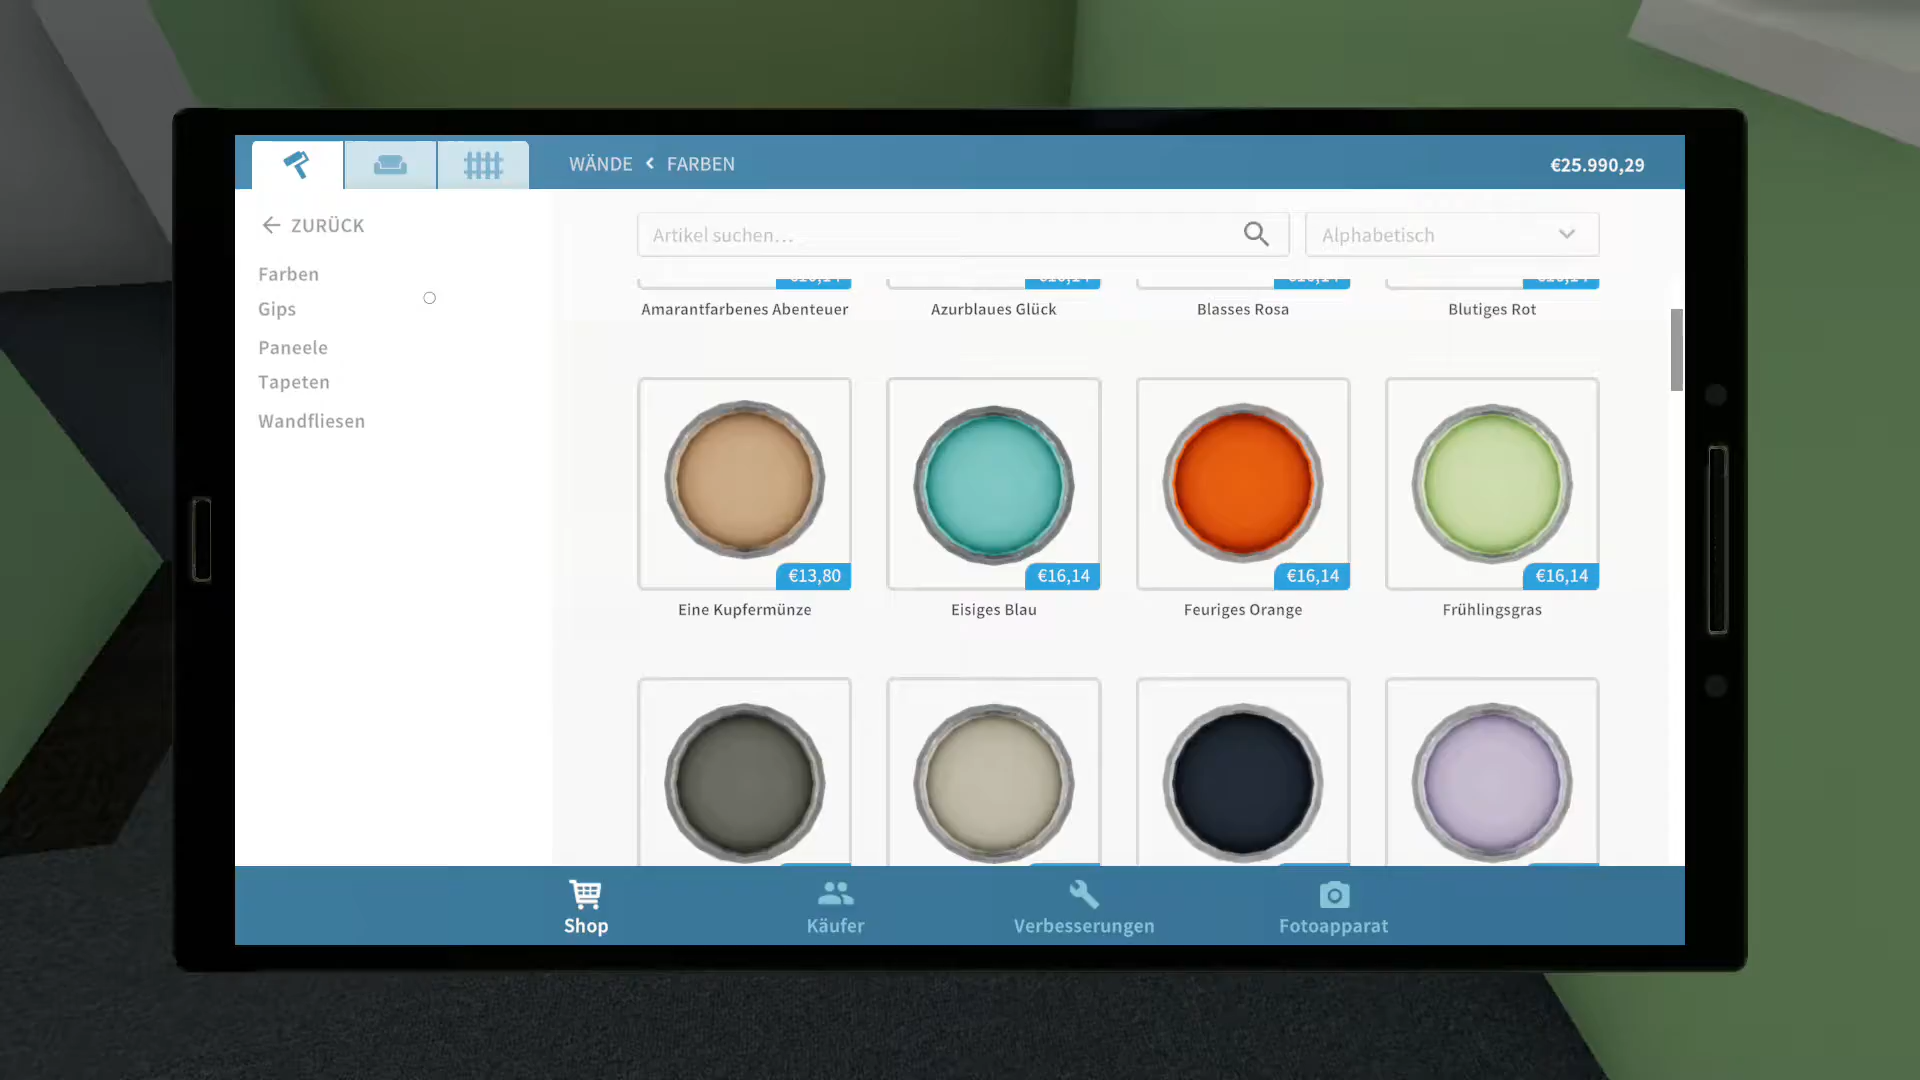 WÄNDE < FARBEN
€25.990,29
ZURÜCK
Artikel suchen...
Alphabetisch
Farben
Gips
Paneele
Tapeten
Wandfliesen
Amarantfarbenes Abenteuer
Azurblaues Glück
Blasses Rosa
Blutiges Rot
€13,80
€16,14
€16,14
€16,14
Eine Kupfermünze
Eisiges Blau
Feuriges Orange
Frühlingsgras
Shop
Käufer
Verbesserungen
Fotoapparat